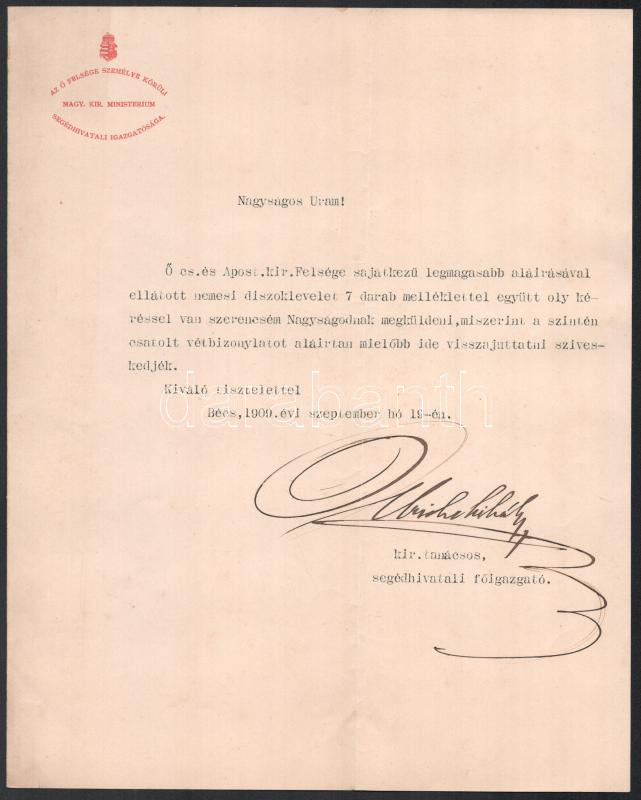 AZ Ő FELSÉGE SZEMÉLYE KÖRÜLI
MAGY. KIR. MINISTERIUM
SEGÉDHIVATALI IGAZGATÓSÁGA.
Nagyságos Uram!
Ő cs.és Apost.kir.Felsége sajátkezű legmagasabb aláirásával
ellátott nemesi diszoklevelet 7 darab melléklettel együtt oly ké-
réssel van szerencsém Nagyságodnak megküldeni,miszerint a szintén
csatolt vétbizonylatot aláirtan mielőbb ide visszajuttatni szives-
kedjék.
Kiváló tisztelettel
darabanth
Bécs,1909.évi szeptember hó 19-én.
kir.tanácsos,
segédhivatali főigazgató.